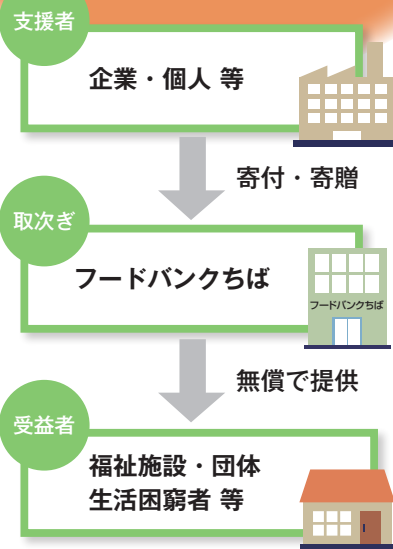 支援者
企業・個人 等
寄付・寄贈
取次ぎ
フードバンクちば
フードバンクちば
無償で提供
受益者
福祉施設・団体
生活困窮者 等